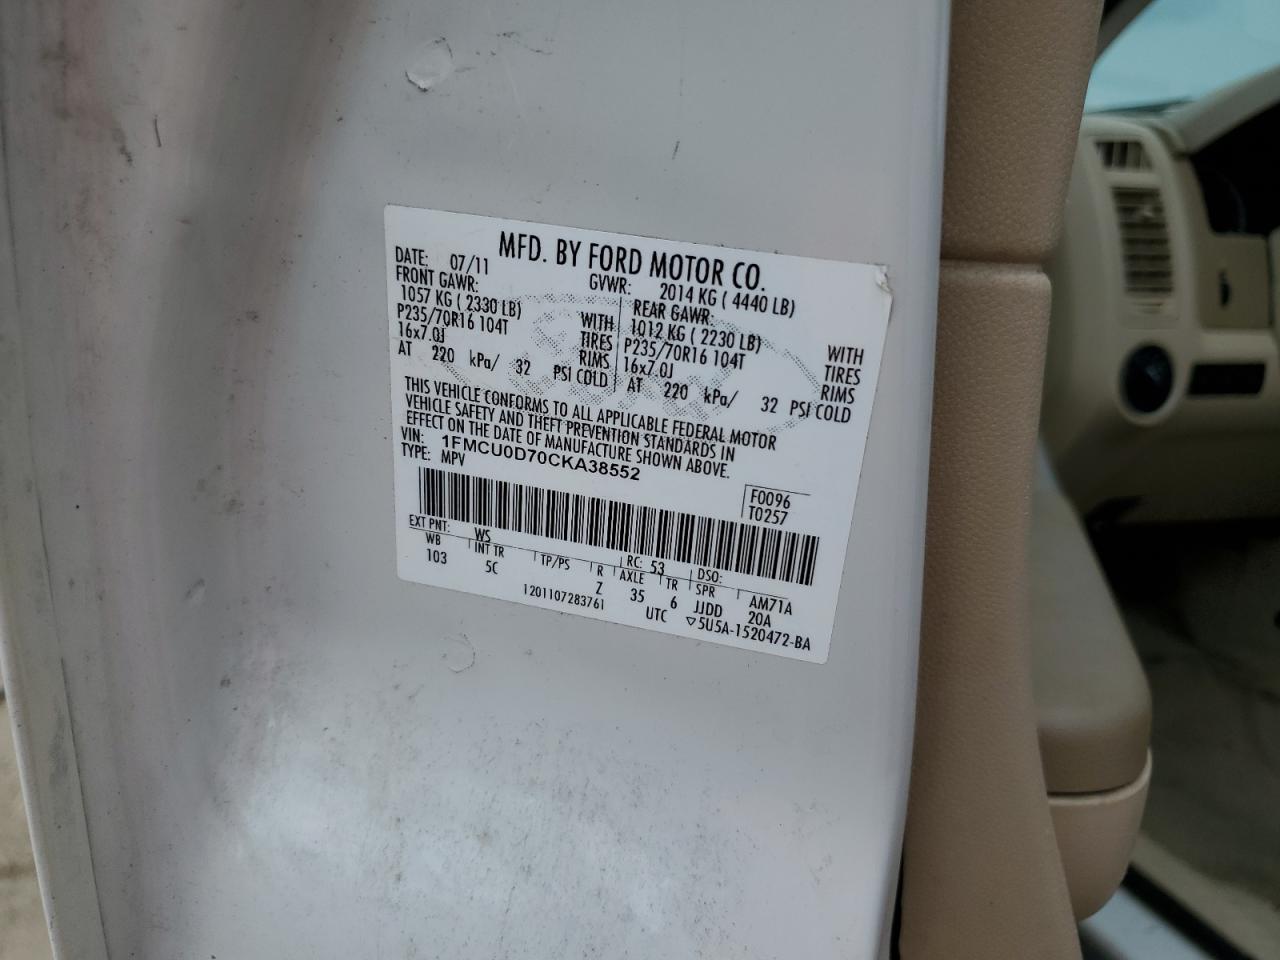 MFD. BY FORD MOTOR CO.
DATE: 07/11 GVWR: 2014 KG ( 4440 LB)
FRONT GAWR: REAR GAWR:
1057 KG ( 2330 LB) WITH 1012 KG ( 2230 LB) WITH
P235/70R16 104T TIRES P235/70R16 104T TIRES
16x7.0J RIMS 16x7.0J RIMS
AT 220 kPa/ 32 PSI COLD AT 220 kPa/ 32 PSI COLD
THIS VEHICLE CONFORMS TO ALL APPLICABLE FEDERAL MOTOR
VEHICLE SAFETY AND THEFT PREVENTION STANDARDS IN
EFFECT ON THE DATE OF MANUFACTURE SHOWN ABOVE.
VIN: 1FMCU0D70CKA38552
TYPE: MPV
F0096
T0257
EXT PNT: WS RC: 53 DSO:
WB INT TR TP/PS R AXLE TR SPR AM71A
103 5C Z 35 6 JJDD 20A
1201107283761 UTC ▽5U5A-1520472-BA